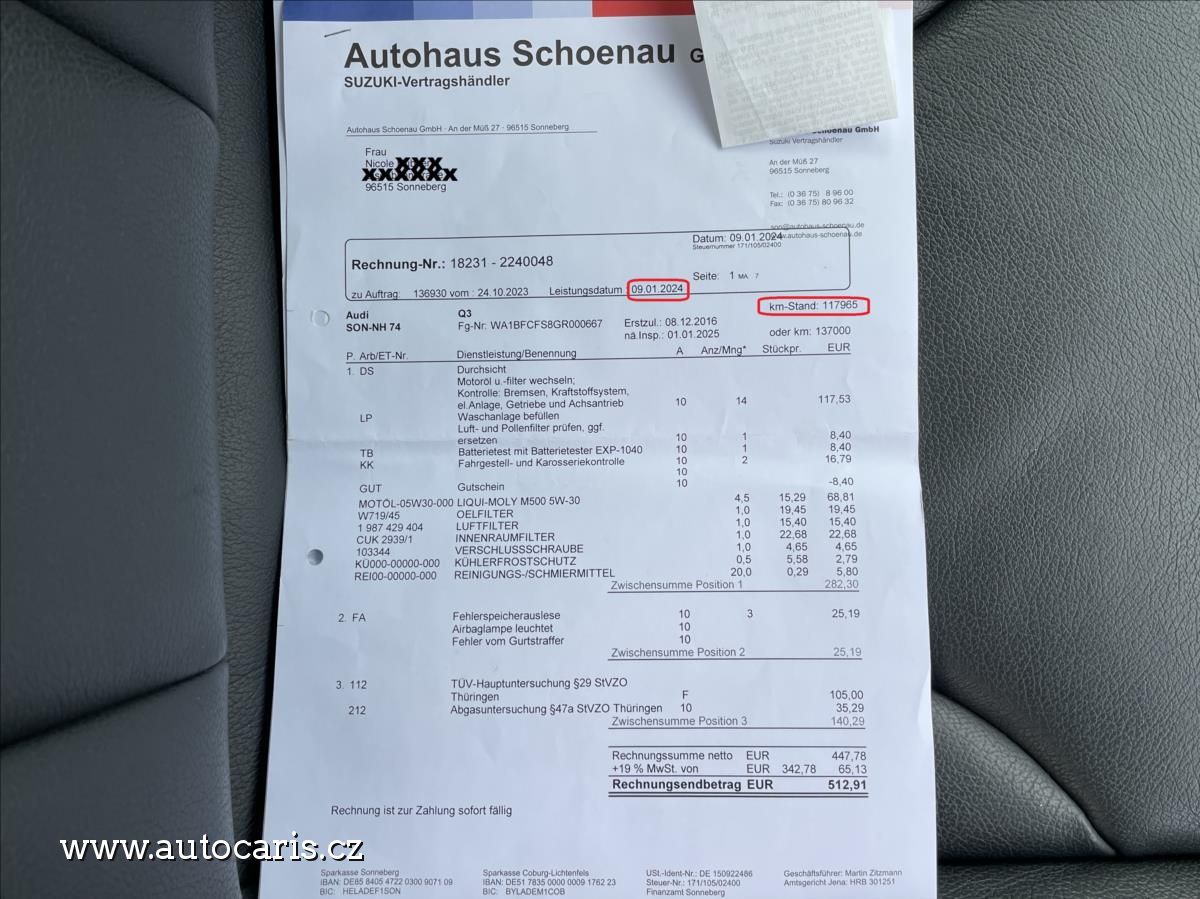 Autohaus Schoenau G
SUZUKI-Vertragshändler
Autohaus Schoenau GmbH · An der Müß 27 · 96515 Sonneberg
Schoenau GmbH
Suzuki Vertragshändler
An der Müß 27
96515 Sonneberg
Tel.: (0 36 75) 8 96 00
Fax: (0 36 75) 80 96 32
son@autohaus-schoenau.de
www.autohaus-schoenau.de
Frau
Nicole
96515 Sonneberg
Datum: 09.01.2024
Steuernummer 171/105/02400
Rechnung-Nr.: 18231 - 2240048
Seite: 1 MA 7
zu Auftrag: 136930 vom : 24.10.2023 Leistungsdatum : 09.01.2024
km-Stand: 117965
Audi Q3
SON-NH 74 Fg-Nr: WA1BFCFS8GR000667 Erstzul.: 08.12.2016
nä.Insp.: 01.01.2025 oder km: 137000
P. Arb/ET-Nr. Dienstleistung/Benennung A Anz/Mng* Stückpr. EUR
1. DS Durchsicht
Motoröl u.-filter wechseln;
Kontrolle: Bremsen, Kraftstoffsystem,
el.Anlage, Getriebe und Achsantrieb 10 14 117,53
LP Waschanlage befüllen
Luft- und Pollenfilter prüfen, ggf.
ersetzen 10 1 8,40
TB Batterietest mit Batterietester EXP-1040 10 1 8,40
KK Fahrgestell- und Karosseriekontrolle 10 2 16,79
10
GUT Gutschein 10 -8,40
MOTÖL-05W30-000 LIQUI-MOLY M500 5W-30 4,5 15,29 68,81
W719/45 OELFILTER 1,0 19,45 19,45
1 987 429 404 LUFTFILTER 1,0 15,40 15,40
CUK 2939/1 INNENRAUMFILTER 1,0 22,68 22,68
103344 VERSCHLUSSSCHRAUBE 1,0 4,65 4,65
KÜ000-00000-000 KÜHLERFROSTSCHUTZ 0,5 5,58 2,79
REI00-00000-000 REINIGUNGS-/SCHMIERMITTEL 20,0 0,29 5,80
Zwischensumme Position 1 282,30
2. FA Fehlerspeicherauslese 10 3 25,19
Airbaglampe leuchtet 10
Fehler vom Gurtstraffer 10
Zwischensumme Position 2 25,19
3. 112 TÜV-Hauptuntersuchung §29 StVZO
Thüringen F 105,00
212 Abgasuntersuchung §47a StVZO Thüringen 10 35,29
Zwischensumme Position 3 140,29
Rechnungssumme netto EUR 447,78
+19 % MwSt. von EUR 342,78 65,13
Rechnungsendbetrag EUR 512,91
Rechnung ist zur Zahlung sofort fällig
www.autocaris.cz
Sparkasse Sonneberg
IBAN: DE85 8405 4722 0300 9071 09
BIC: HELADEF1SON
Sparkasse Coburg-Lichtenfels
IBAN: DE51 7835 0000 0009 1762 23
BIC: BYLADEM1COB
USt.-Ident-Nr.: DE 150922486
Steuer-Nr.: 171/105/02400
Finanzamt Sonneberg
Geschäftsführer: Martin Zitzmann
Amtsgericht Jena: HRB 301251